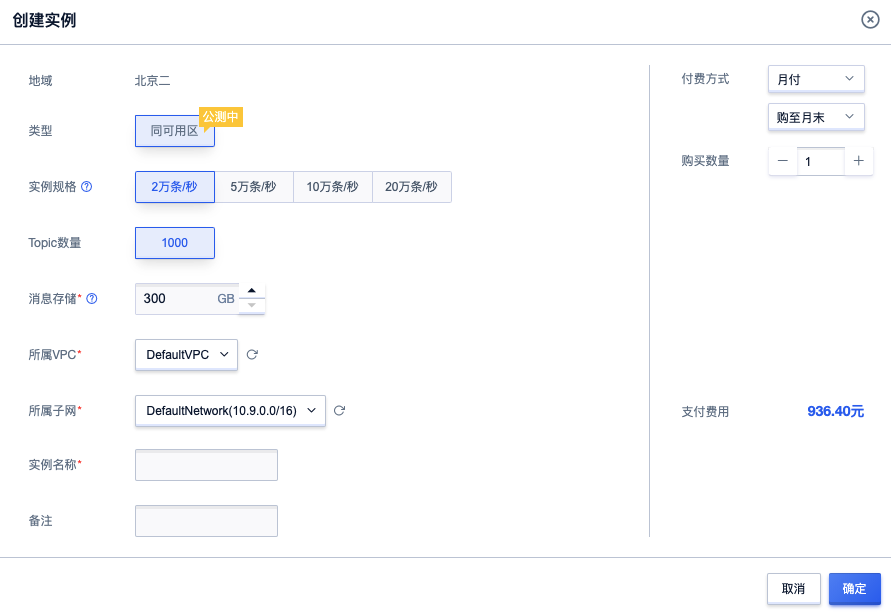 创建实例
地域 北京二
类型 同可用区 公测中
实例规格 2万条/秒 5万条/秒 10万条/秒 20万条/秒
Topic数量 1000
消息存储* 300 GB
所属VPC* DefaultVPC
所属子网* DefaultNetwork(10.9.0.0/16)
实例名称*
备注
付费方式 月付
购至月末
购买数量 1
支付费用 936.40元
取消 确定